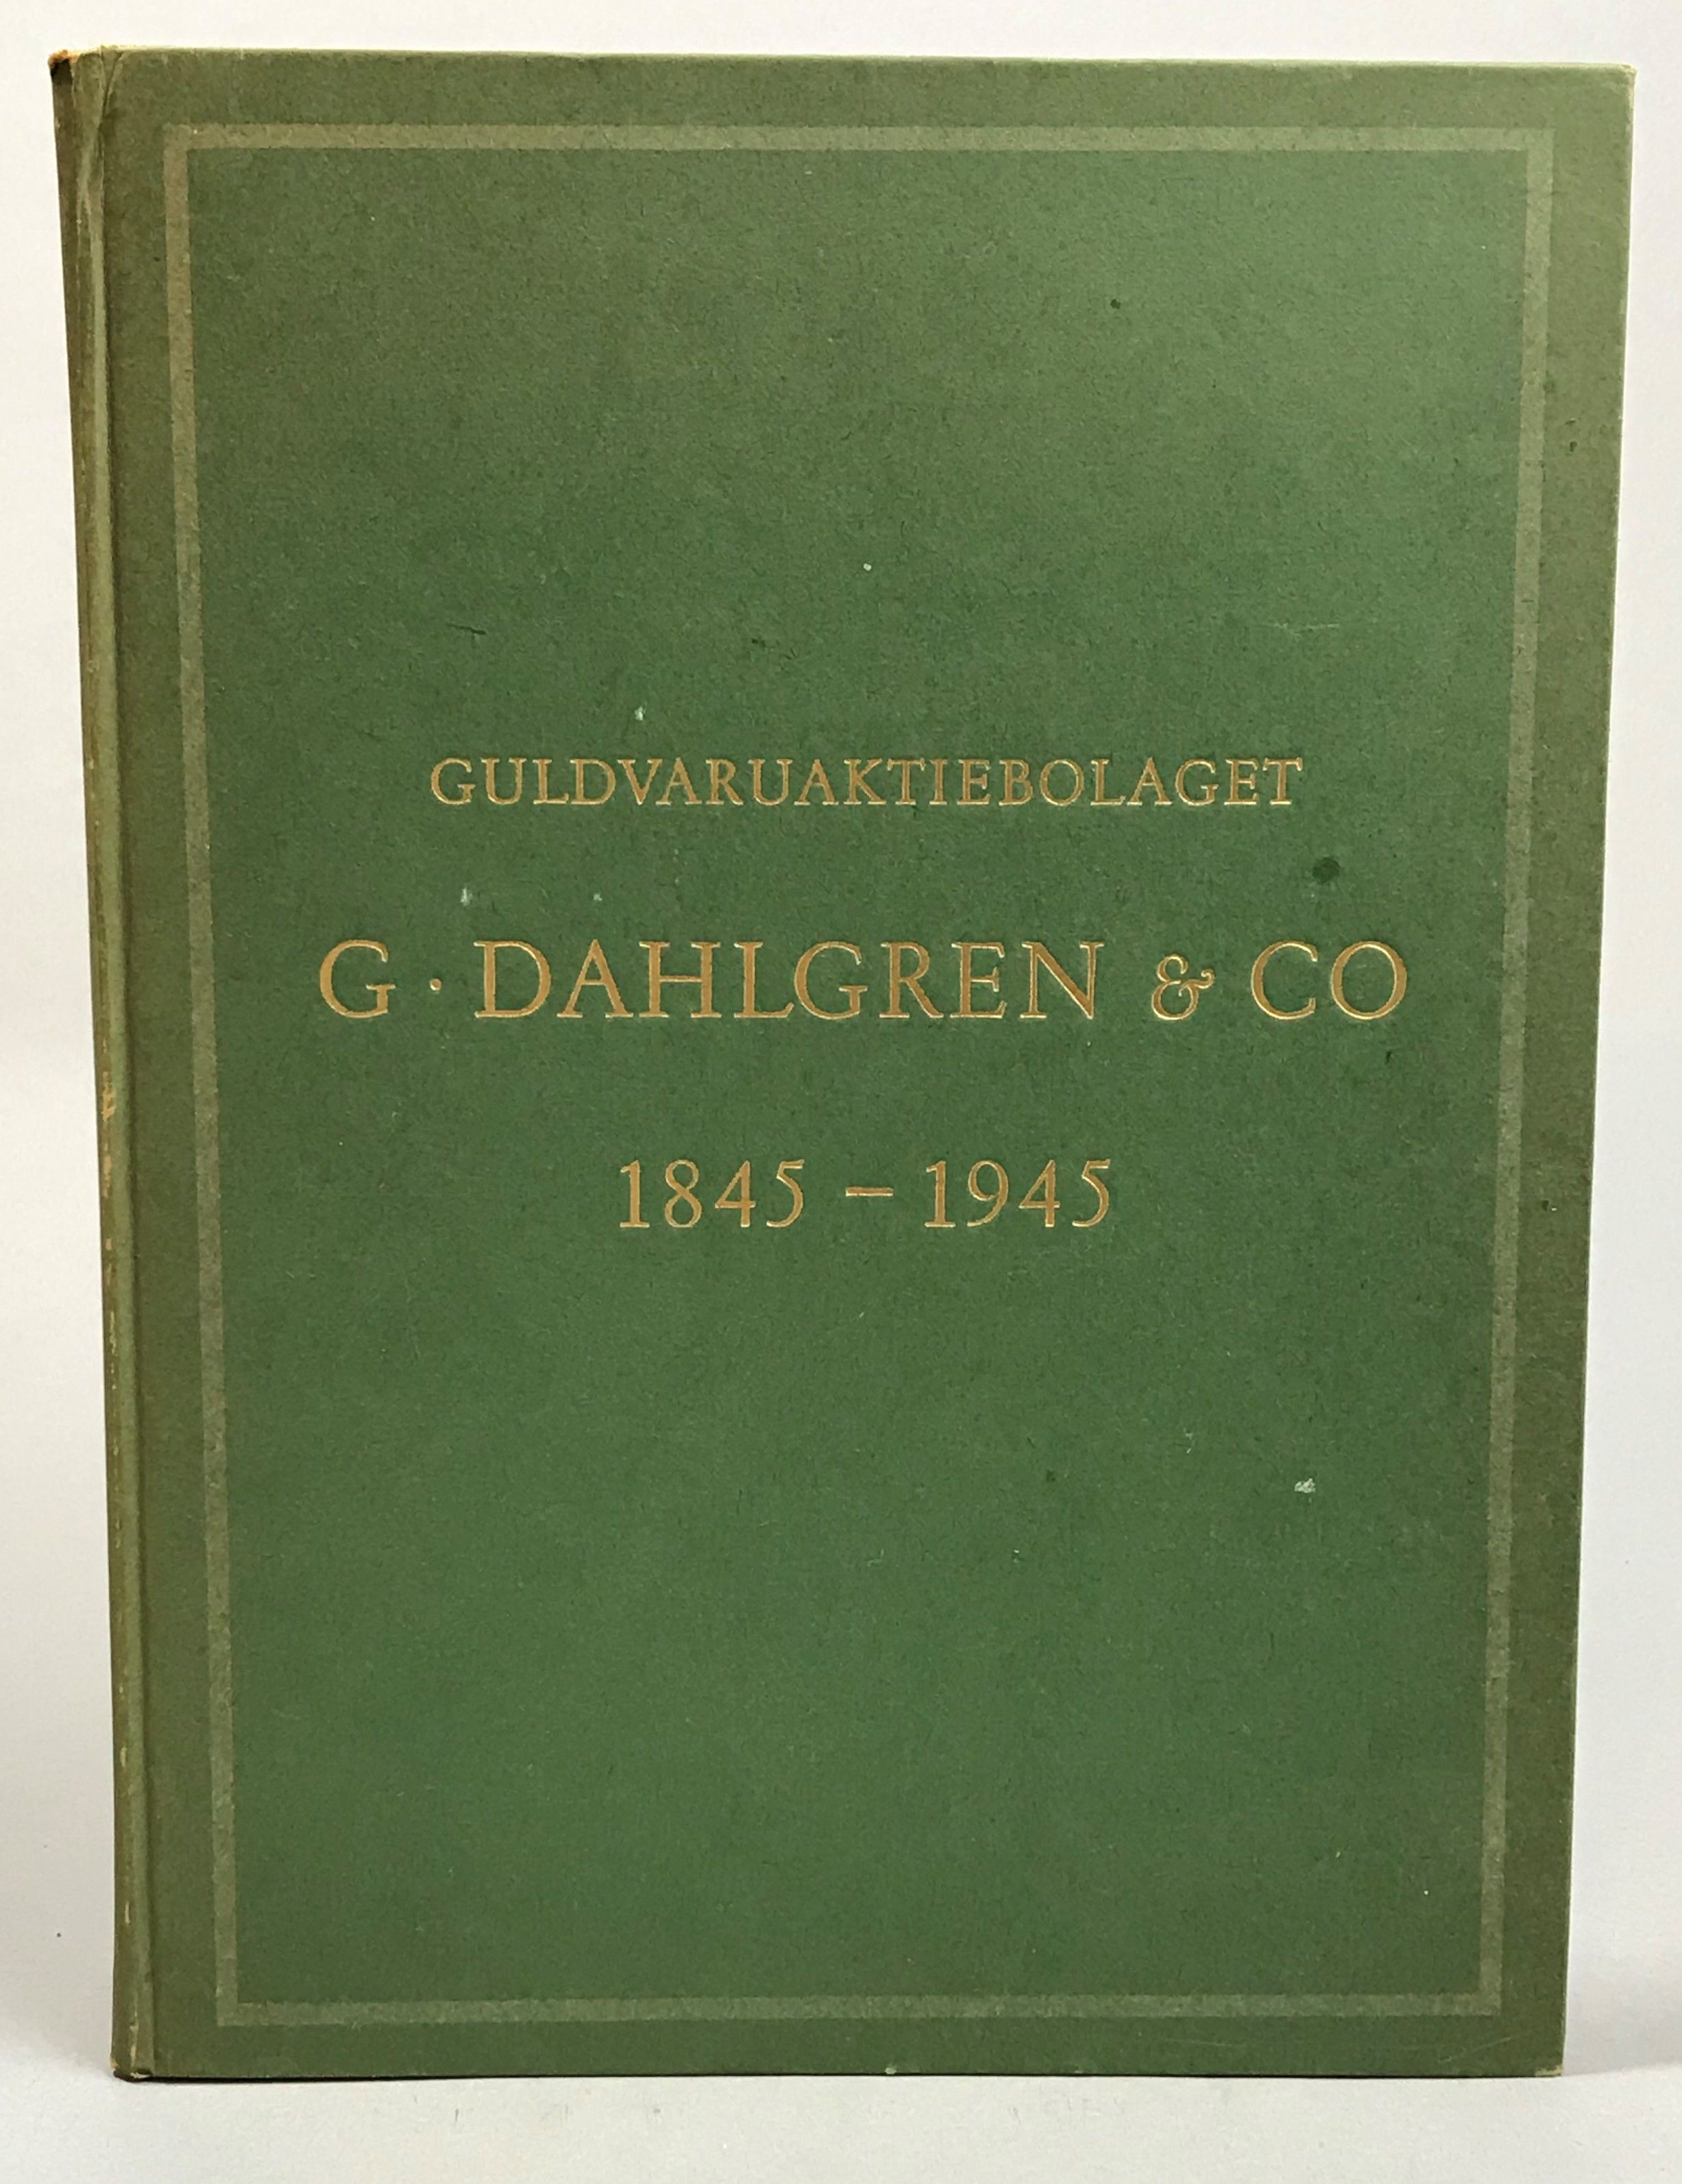 GULDVARUAKTIEBOLAGET
G · DAHLGREN & CO
1845 – 1945